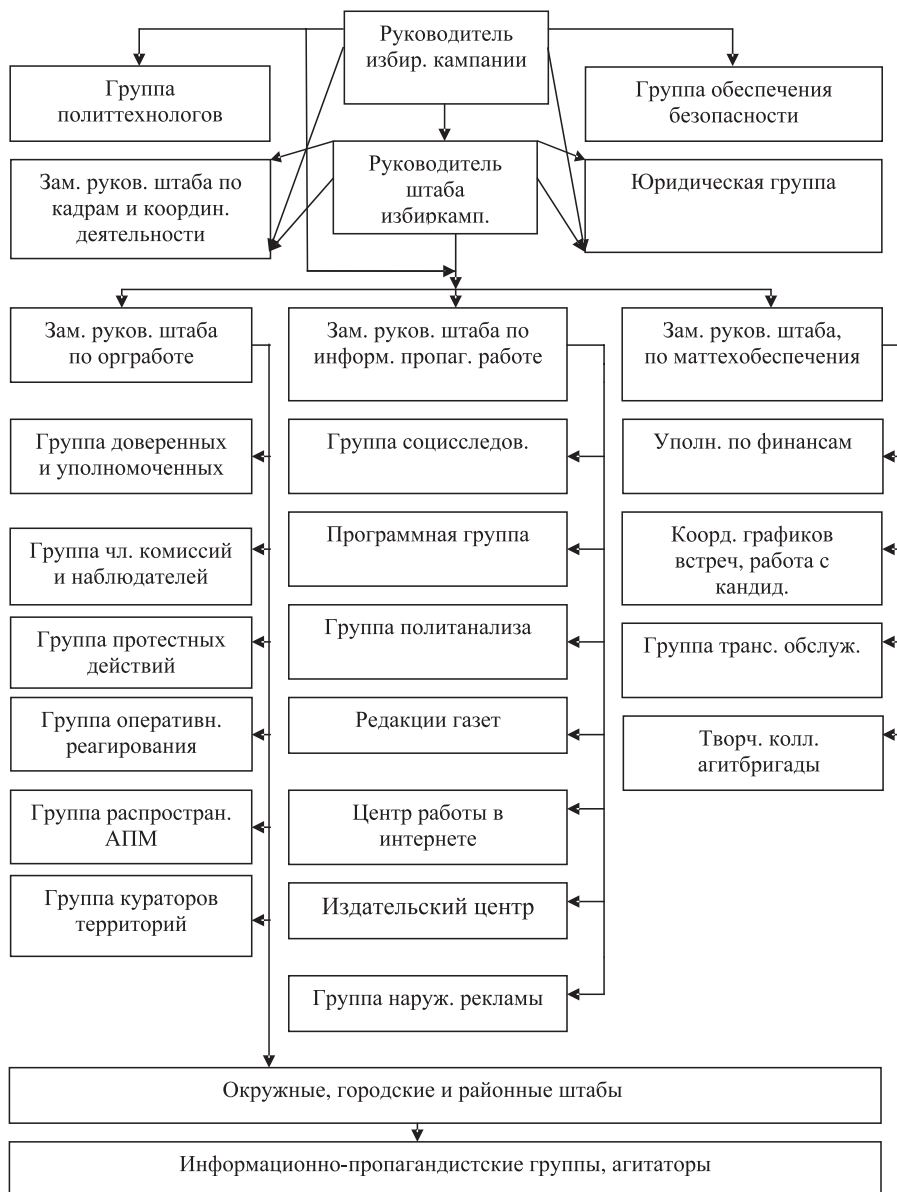 Руководитель
избир. кампании
Группа
политтехнологов
Группа обеспечения
безопасности
Зам. руков. штаба по
кадрам и координ.
деятельности
Руководитель
штаба
избиркамп.
Юридическая группа
Зам. руков. штаба
по оргработе
Зам. руков. штаба по
информ. пропаг. работе
Зам. руков. штаба,
по маттехобеспечения
Группа доверенных
и уполномоченных
Группа чл. комиссий
и наблюдателей
Группа протестных
действий
Группа оперативн.
реагирования
Группа распростран.
АПМ
Группа кураторов
территорий
Группа социсследов.
Программная группа
Группа политанализа
Редакции газет
Центр работы в
интернете
Издательский центр
Группа наруж. рекламы
Уполн. по финансам
Коорд. графиков
встреч, работа с
кандид.
Группа транс. обслуж.
Творч. колл.
агитбригады
Окружные, городские и районные штабы
Информационно-пропагандистские группы, агитаторы